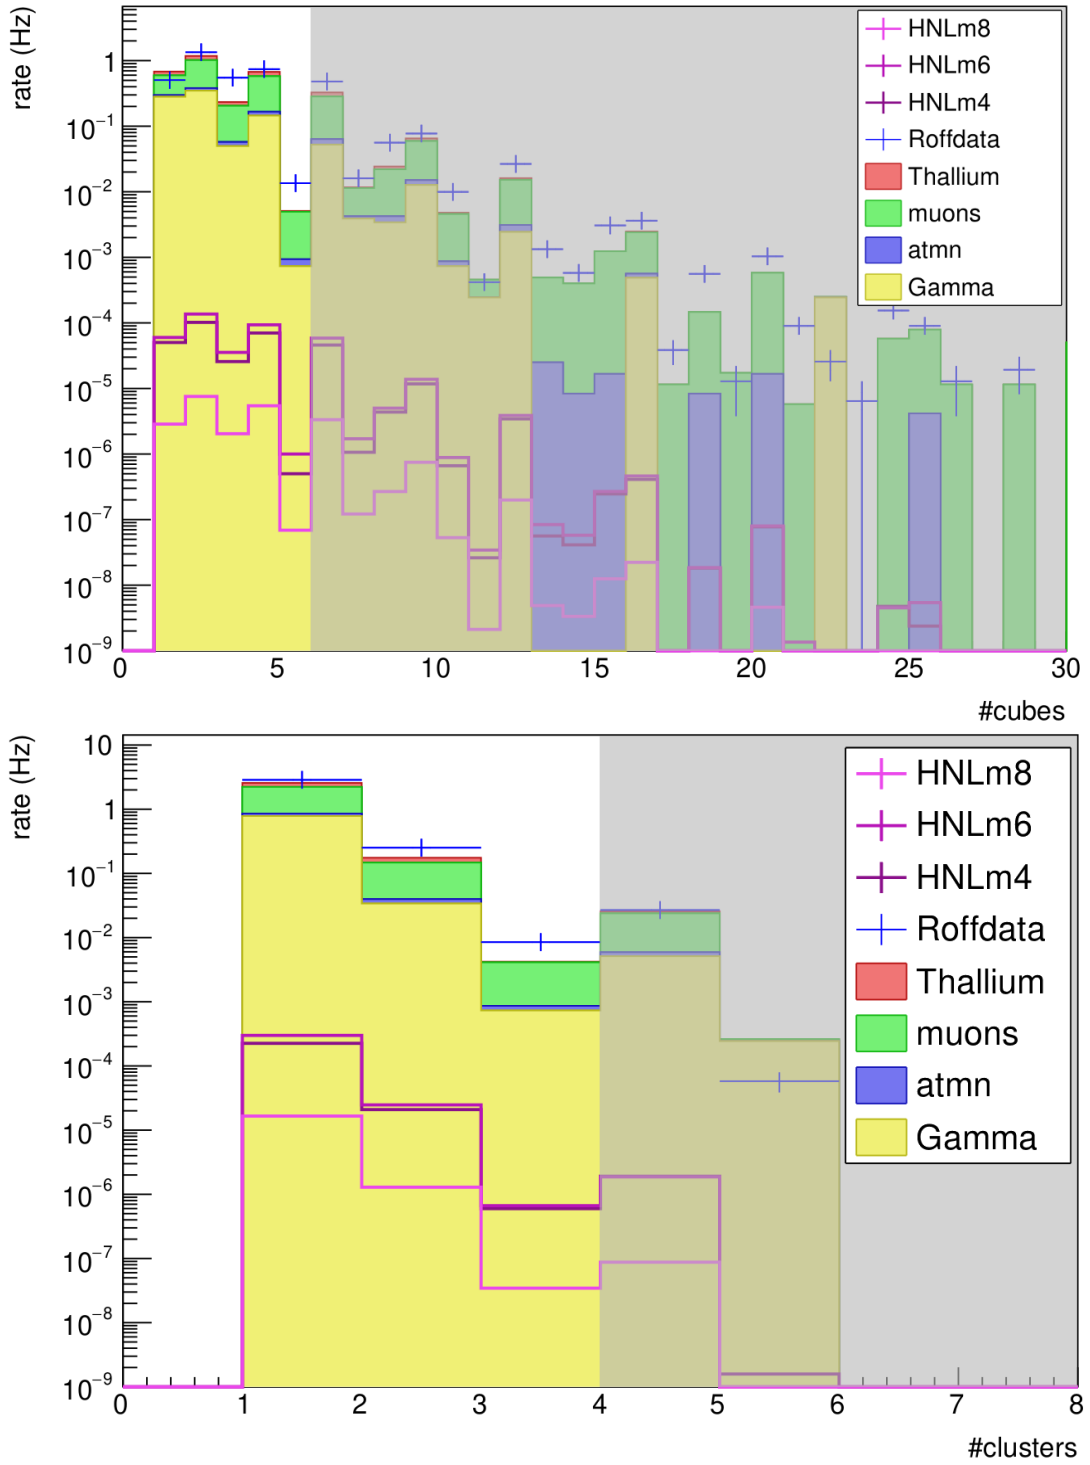 rate (Hz)
1
10−1
10−2
10−3
10−4
10−5
10−6
10−7
10−8
10−9
0 5 10 15 20 25 30
#cubes
HNLm8
HNLm6
HNLm4
Roffdata
Thallium
muons
atmn
Gamma
rate (Hz)
10
1
10−1
10−2
10−3
10−4
10−5
10−6
10−7
10−8
10−9
0 1 2 3 4 5 6 7 8
#clusters
HNLm8
HNLm6
HNLm4
Roffdata
Thallium
muons
atmn
Gamma